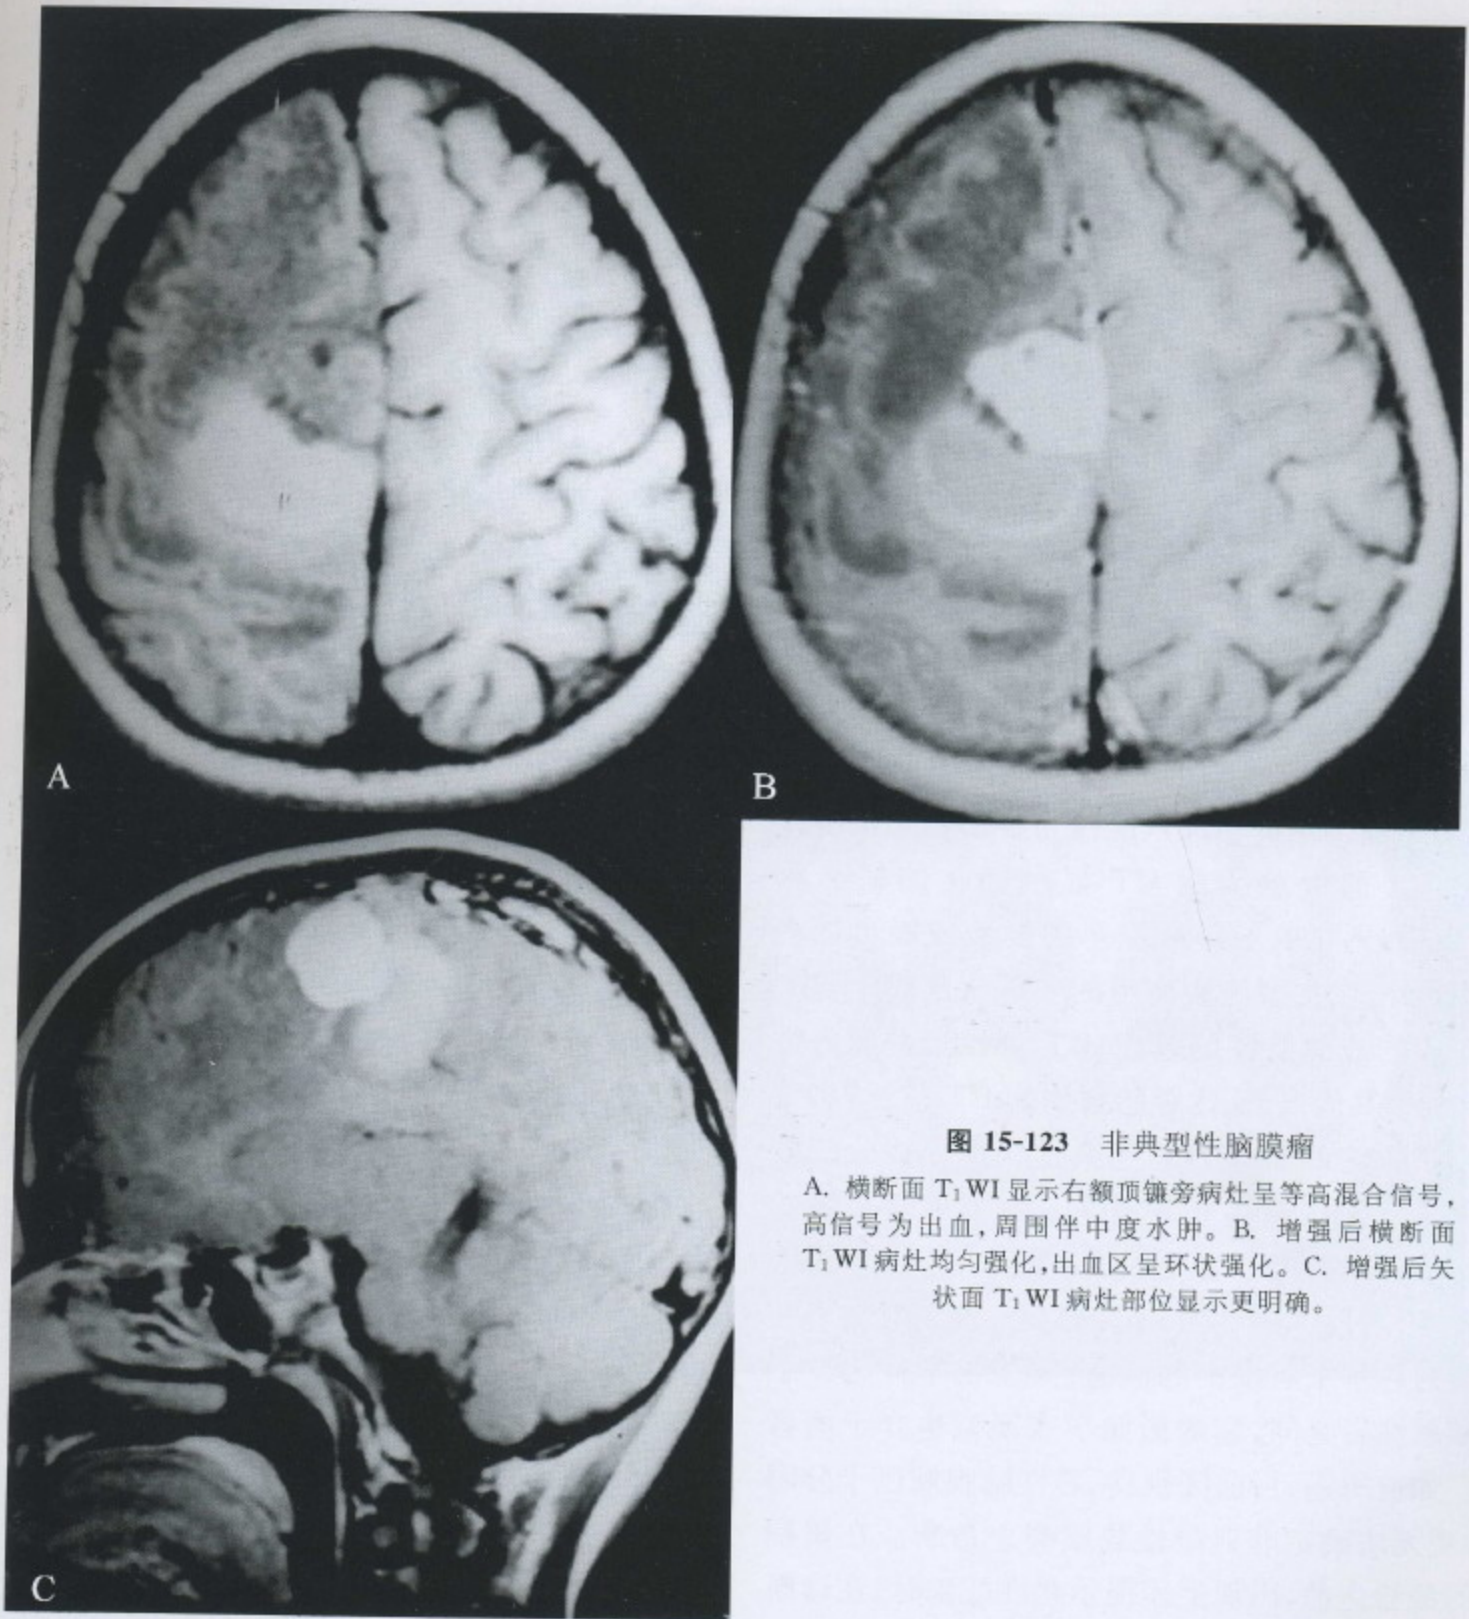 A
B
C
图 15-123 非典型性脑膜瘤
A. 横断面 T₁WI 显示右额顶镰旁病灶呈等高混合信号，
高信号为出血，周围伴中度水肿。B. 增强后横断面
T₁WI 病灶均匀强化，出血区呈环状强化。C. 增强后矢
状面 T₁WI 病灶部位显示更明确。